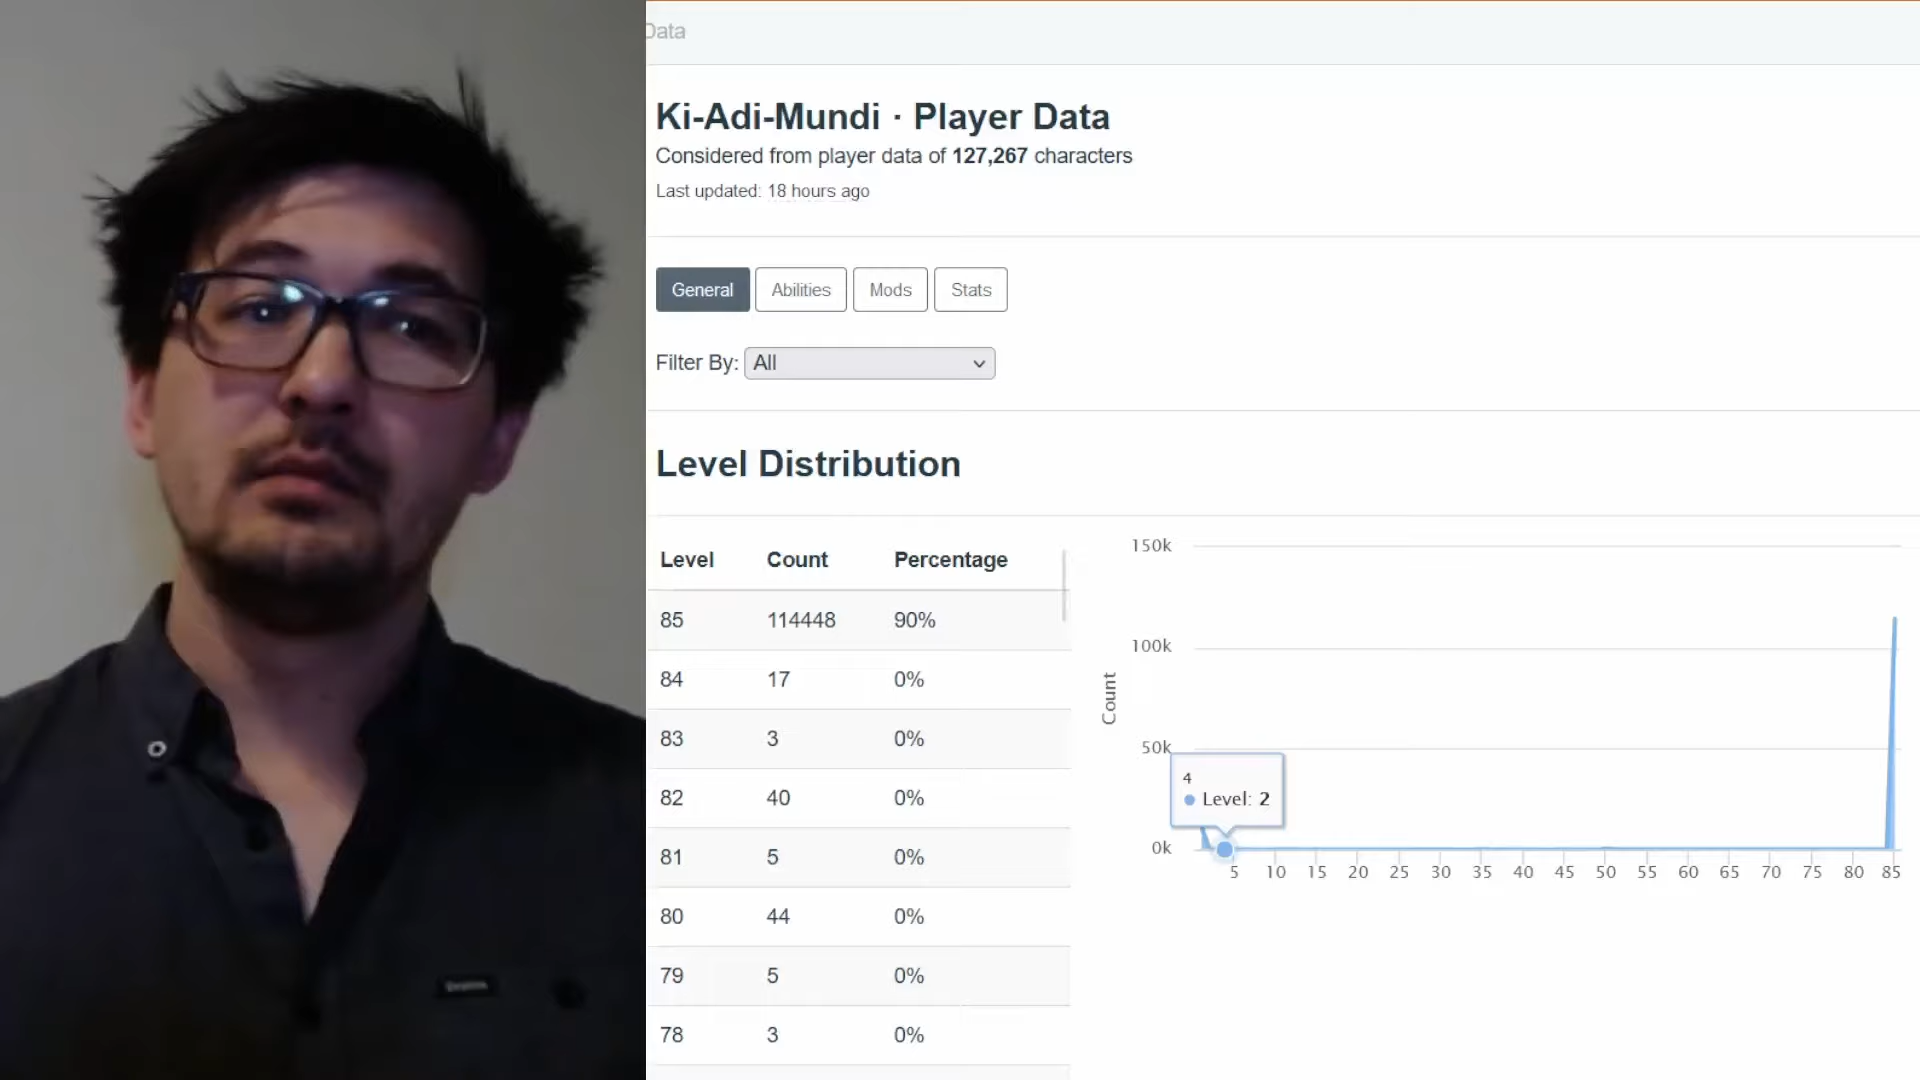 Data
Ki-Adi-Mundi · Player Data
Considered from player data of 127,267 characters
Last updated: 18 hours ago
General Abilities Mods Stats
Filter By: All
Level Distribution
Level Count Percentage
85 114448 90%
84 17 0%
83 3 0%
82 40 0%
81 5 0%
80 44 0%
79 5 0%
78 3 0%
150k
100k
50k
0k
Count
4
Level: 2
5 10 15 20 25 30 35 40 45 50 55 60 65 70 75 80 85